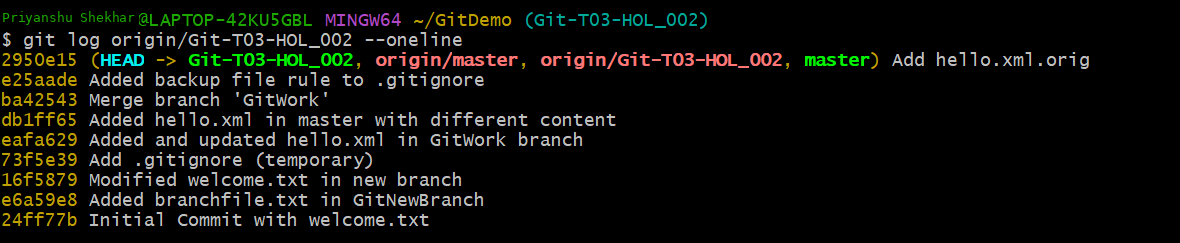 Priyanshu Shekhar@LAPTOP-42KU5GBL MINGW64 ~/GitDemo (Git-T03-HOL_002)
$ git log origin/Git-T03-HOL_002 --oneline
2950e15 (HEAD -> Git-T03-HOL_002, origin/master, origin/Git-T03-HOL_002, master) Add hello.xml.orig
e25aade Added backup file rule to .gitignore
ba42543 Merge branch 'GitWork'
db1ff65 Added hello.xml in master with different content
eafa629 Added and updated hello.xml in GitWork branch
73f5e39 Add .gitignore (temporary)
16f5879 Modified welcome.txt in new branch
e6a59e8 Added branchfile.txt in GitNewBranch
24ff77b Initial Commit with welcome.txt